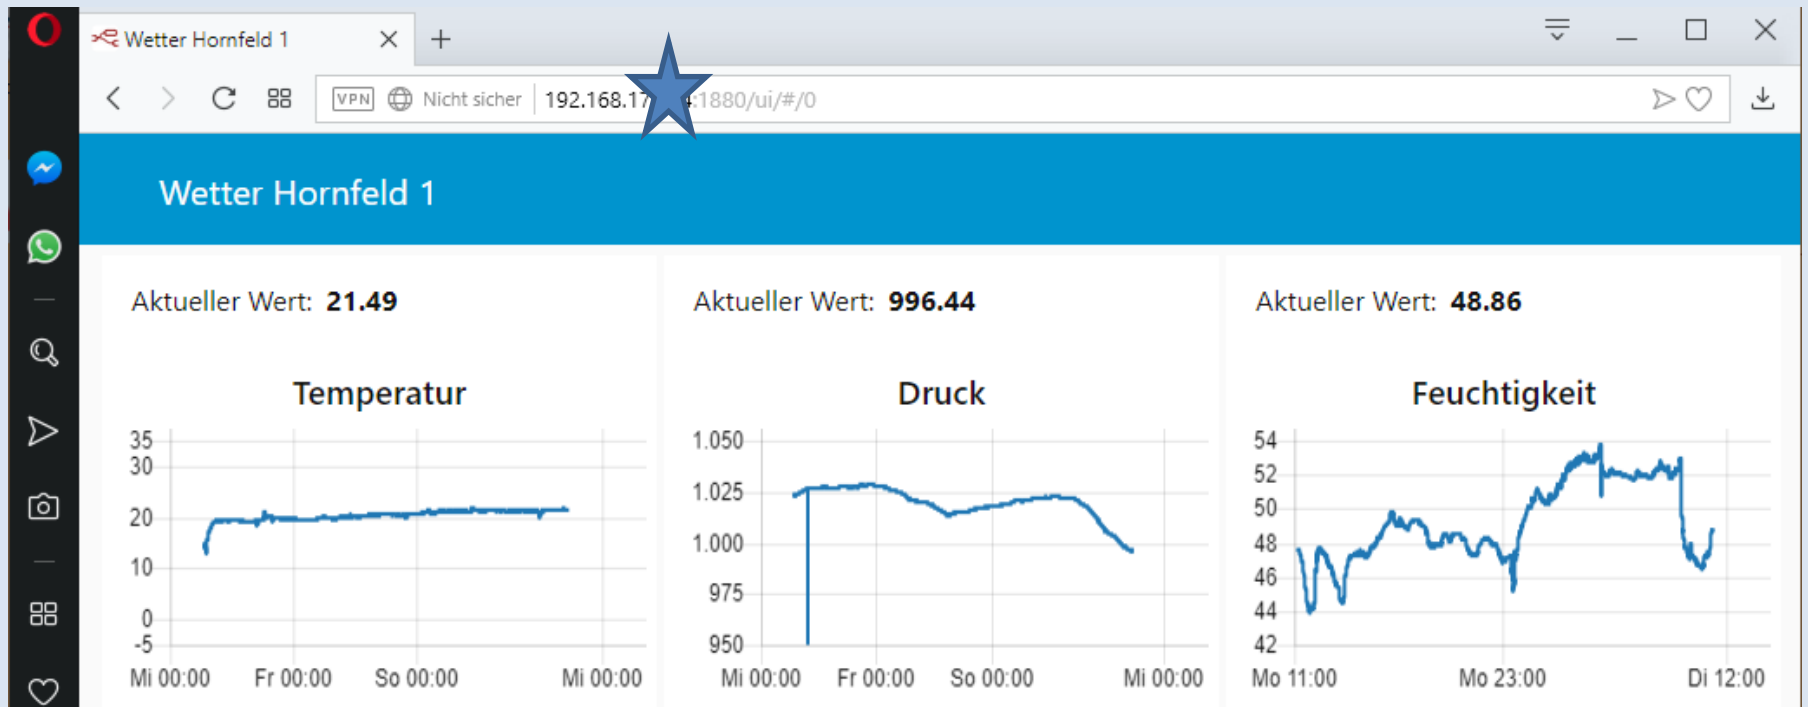 Wetter Hornfeld 1
VPN Nicht sicher 192.168.17 :1880/ui/#/0
Wetter Hornfeld 1
Aktueller Wert: 21.49
Aktueller Wert: 996.44
Aktueller Wert: 48.86
Temperatur
35
30
20
10
0
-5
Mi 00:00 Fr 00:00 So 00:00 Mi 00:00
Druck
1.050
1.025
1.000
975
950
Mi 00:00 Fr 00:00 So 00:00 Mi 00:00
Feuchtigkeit
54
52
50
48
46
44
42
Mo 11:00 Mo 23:00 Di 12:00